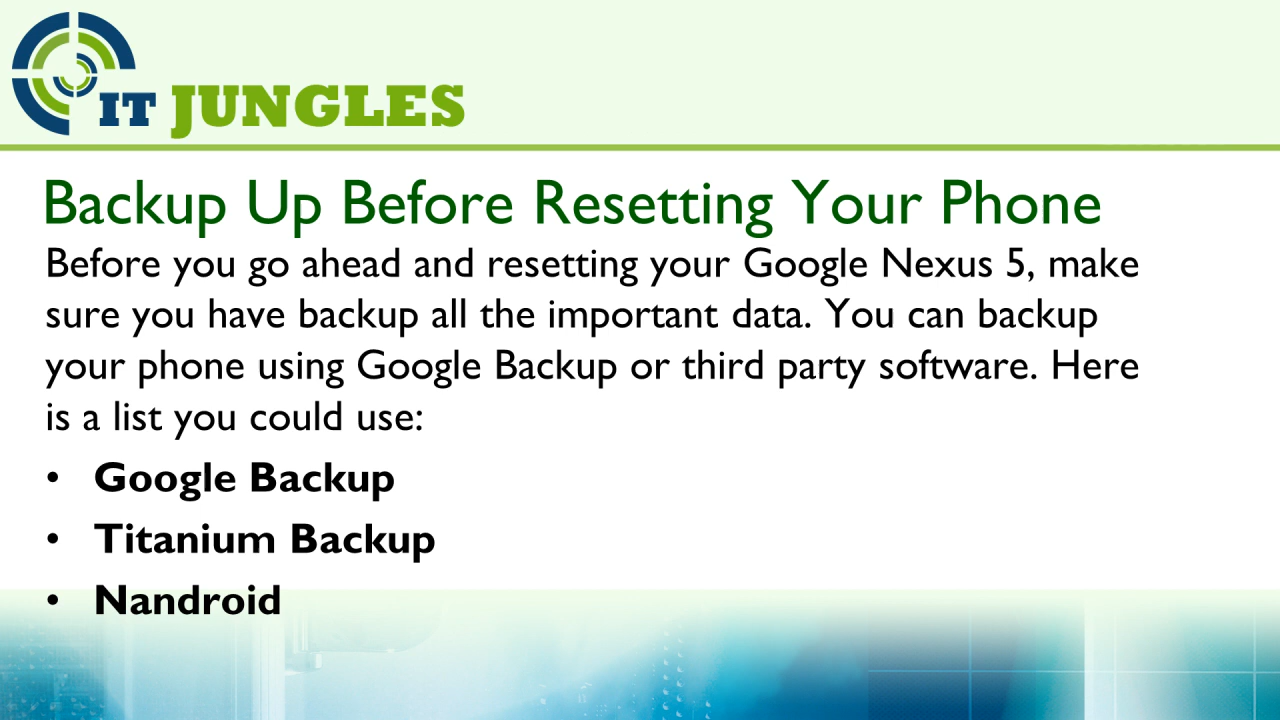 IT JUNGLES
Backup Up Before Resetting Your Phone
Before you go ahead and resetting your Google Nexus 5, make
sure you have backup all the important data. You can backup
your phone using Google Backup or third party software. Here
is a list you could use:
• Google Backup
• Titanium Backup
• Nandroid